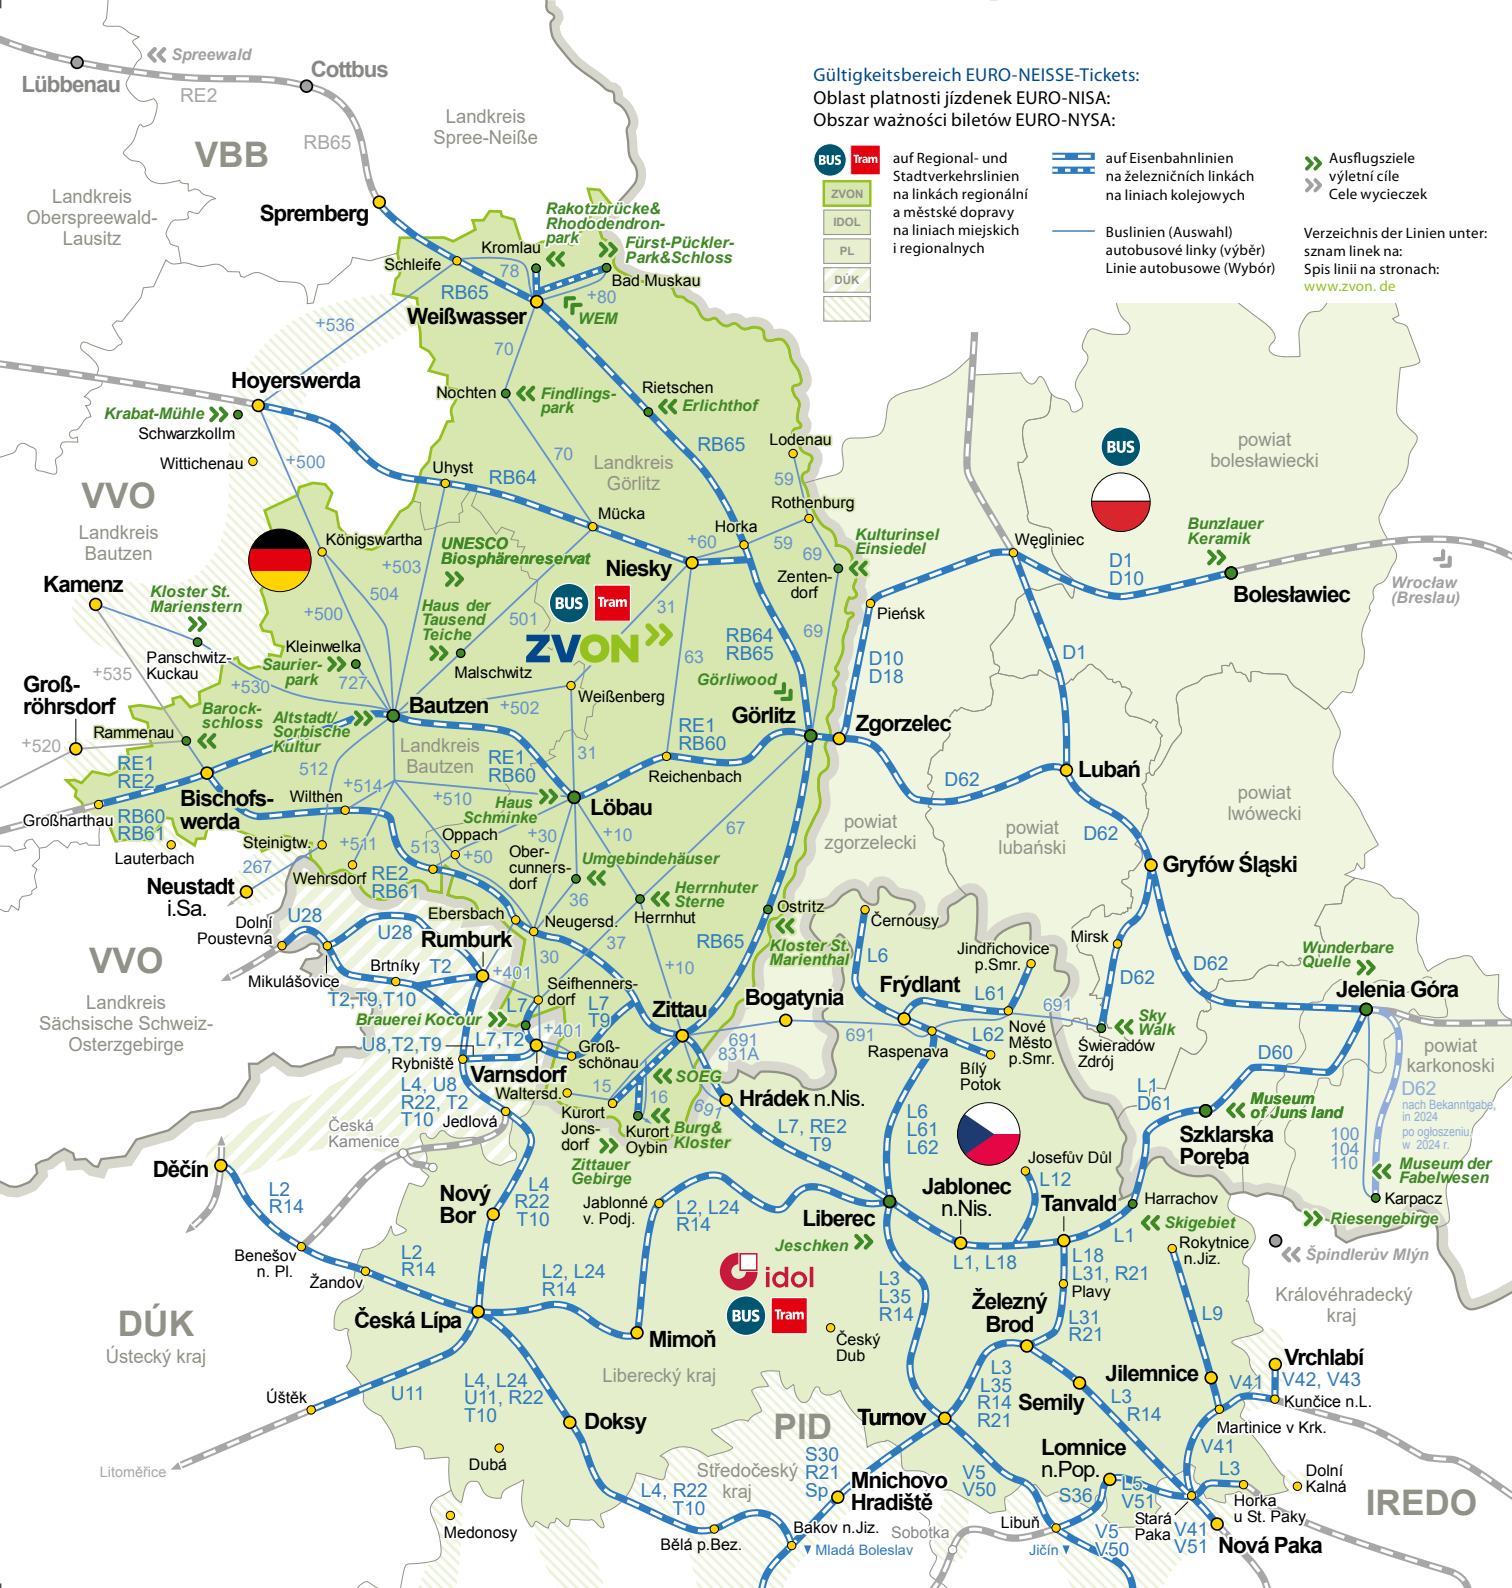 Gültigkeitsbereich EURO-NEISSE-Tickets:
Oblast platnosti jízdenek EURO-NISA:
Obszar ważności biletów EURO-NYSA:
BUS
Tram
ZVON
IDOL
PL
DÚK
auf Regional- und
Stadtverkehrslinien
na linkách regionální
a městské dopravy
na liniach miejskich
i regionalnych
auf Eisenbahnlinien
na železničních linkách
na liniach kolejowych
Buslinien (Auswahl)
autobusové linky (výběr)
Linie autobusowe (Wybór)
Ausflugsziele
výletní cíle
Cele wycieczek
Verzeichnis der Linien unter:
sznam linek na:
Spis linii na stronach:
www.zvon. de
Spreewald
Lübbenau
RE2
Cottbus
RB65
VBB
Landkreis
Spree-Neiße
Landkreis
Oberspreewald-
Lausitz
Spremberg
Rakotzbrücke&
Rhododendron-
park
Kromlau
Fürst-Pückler-
Park&Schloss
Schleife
78
Bad Muskau
RB65
+80
WEM
Weißwasser
+536
70
Hoyerswerda
Nochten
Findlings-
park
Rietschen
Erlichthof
Krabat-Mühle
Schwarzkollm
Wittichenau
+500
Uhyst
RB64
70
Landkreis
Görlitz
RB65
Lodenau
59
Rothenburg
VVO
Landkreis
Bautzen
Mücka
Horka
+60
59
69
Kulturinsel
Einsiedel
Königswartha
UNESCO
Biosphärenreservat
Niesky
Zenten-
dorf
+503
504
Kamenz
Kloster St.
Marienstern
+500
Haus der
Tausend
Teiche
501
BUS
Tram
ZVON
31
69
Panschwitz-
Kuckau
Kleinwelka
Saurier-
park
Malschwitz
63
RB64
RB65
+535
+530
727
Weißenberg
Görliwood
Groß-
röhrsdorf
Barock-
schloss
Altstadt/
Sorbische
Kultur
Bautzen
+502
Görlitz
Zgorzelec
Rammenau
+520
Landkreis
Bautzen
RE1
RB60
31
RE1
RB60
RE1
RE2
512
+514
Reichenbach
Bischofs-
werda
Wilthen
+510
Haus
Schminke
Löbau
Großharthau
RB60
RB61
Oppach
+30
+10
67
Lauterbach
Steinigtw.
+511
513
+50
Ober-
cunners-
dorf
Umgebindehäuser
267
Wehrsdorf
RE2
RB61
Herrnhuter
Sterne
Neustadt
i.Sa.
36
Herrnhut
Ostritz
Ebersbach
Neugersd.
Dolní
Poustevna
U28
U28
Rumburk
37
RB65
Kloster St.
Marienthal
VVO
Mikulášovice
Brtníky
T2
+401
30
+10
Landkreis
Sächsische Schweiz-
Osterzgebirge
T2,T9,T10
Seifhenners-
dorf
L7
L7
T9
Zittau
Bogatynia
Brauerei Kocour
+401
691
831A
691
U8,T2,T9
L7,T2
Groß-
schönau
Rybniště
Varnsdorf
SOEG
Waltersd.
15
16
691
L4, U8
R22, T2
T10
Jedlová
Kurort
Jons-
dorf
Kurort
Oybin
Burg&
Kloster
Hrádek n.Nis.
L7, RE2
T9
Zittauer
Gebirge
Česká
Kamenice
Děčín
L2
R14
Nový
Bor
L4
R22
T10
Jablonné
v. Podj.
L2, L24
R14
Liberec
Jeschken
Benešov
n. Pl.
L2
R14
Žandov
L2, L24
R14
idol
BUS
Tram
DÚK
Ústecký kraj
Česká Lípa
Mimoň
Český
Dub
Liberecký kraj
U11
L4, L24
U11, R22
T10
Úštěk
Doksy
Litoměřice
Dubá
Medonosy
L4, R22
T10
Bělá p.Bez.
PID
Středočeský
kraj
S30
R21
Sp
Mnichovo
Hradiště
Bakov n.Jiz.
Mladá Boleslav
Sobotka
BUS
powiat
bolesławiecki
Bunzlauer
Keramik
Węgliniec
D1
D10
Bolesławiec
Wrocław
(Breslau)
Pieńsk
D10
D18
D1
D62
Lubań
powiat
zgorzelecki
powiat
lubański
D62
powiat
lwówecki
Gryfów Śląski
Černousy
Jindřichovice
p.Smr.
Mirsk
D62
D62
Wunderbare
Quelle
L6
Frýdlant
L61
691
Sky
Walk
Jelenia Góra
Raspenava
L62
Nové
Město
p.Smr.
Świeradów
Zdrój
Bílý
Potok
D60
powiat
karkonoski
D62
nach Bekanntgabe,
in 2024
po ogłoszeniu,
w 2024 r.
L1
D61
Museum
of Juns land
L6
L61
L62
Szklarska
Poręba
100
104
110
Museum der
Fabelwesen
Josefův Důl
L12
Karpacz
Jablonec
n.Nis.
Tanvald
Harrachov
Skigebiet
Riesengebirge
L1
Rokytnice
n.Jiz.
Špindlerův Mlýn
L1, L18
L18
L31, R21
Plavy
L3
L35
R14
Železný
Brod
L31
R21
L9
Královéhradecký
kraj
L3
L35
R14
R21
Semily
L3
R14
Jilemnice
Vrchlabí
V41
V42, V43
Kunčice n.L.
Turnov
Martinice v Krk.
Lomnice
n.Pop.
V41
V5
V50
S36
L5
V51
L3
Dolní
Kalná
Horka
u St. Paky
IREDO
Libuň
Stará
Paka
V41
V51
Nová Paka
Jičín
V5
V50